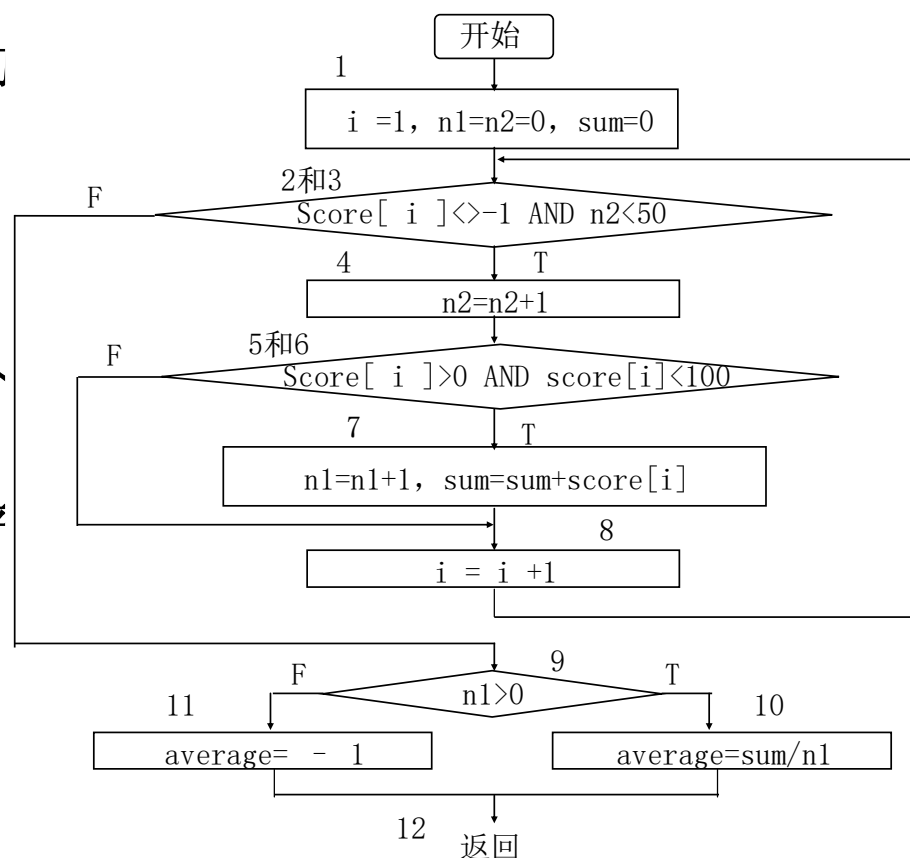 开始
1
i =1, n1=n2=0, sum=0
2和3
F
Score[ i ]<>-1 AND n2<50
4
T
n2=n2+1
5和6
F
Score[ i ]>0 AND score[i]<100
7
T
n1=n1+1, sum=sum+score[i]
8
i = i +1
9
F
T
n1>0
11
10
average= - 1
average=sum/n1
12
返回